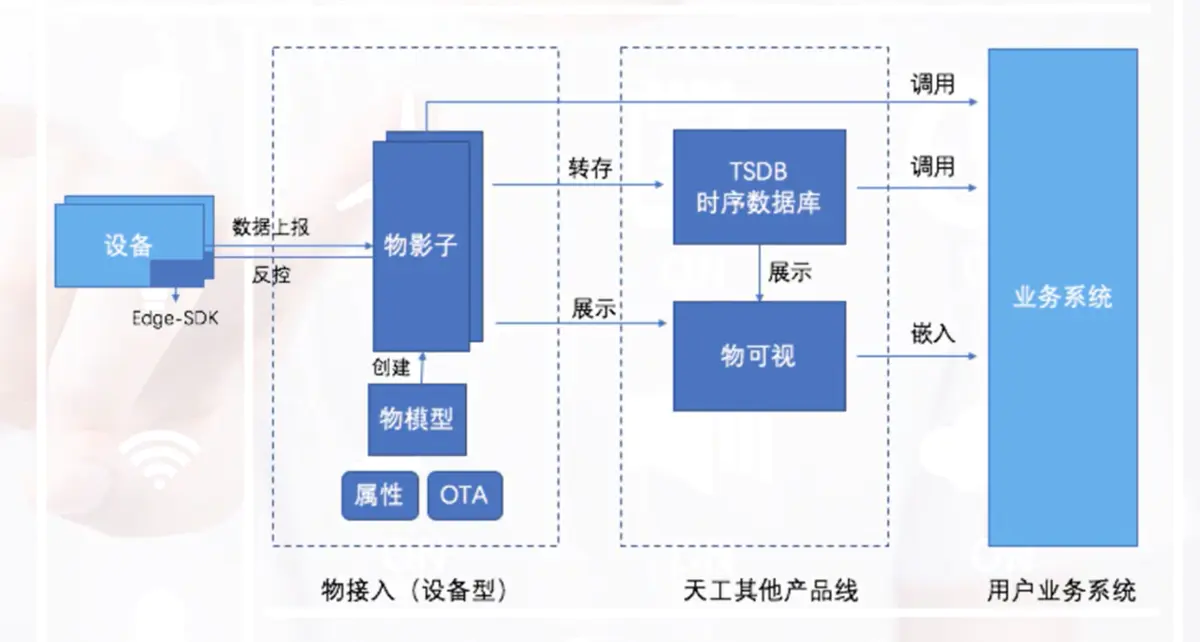 调用
转存
TSDB
时序数据库
调用
数据上报
设备
物影子
反控
展示
Edge-SDK
业务系统
展示
物可视
嵌入
创建
物模型
属性
OTA
物接入（设备型）
天工其他产品线
用户业务系统